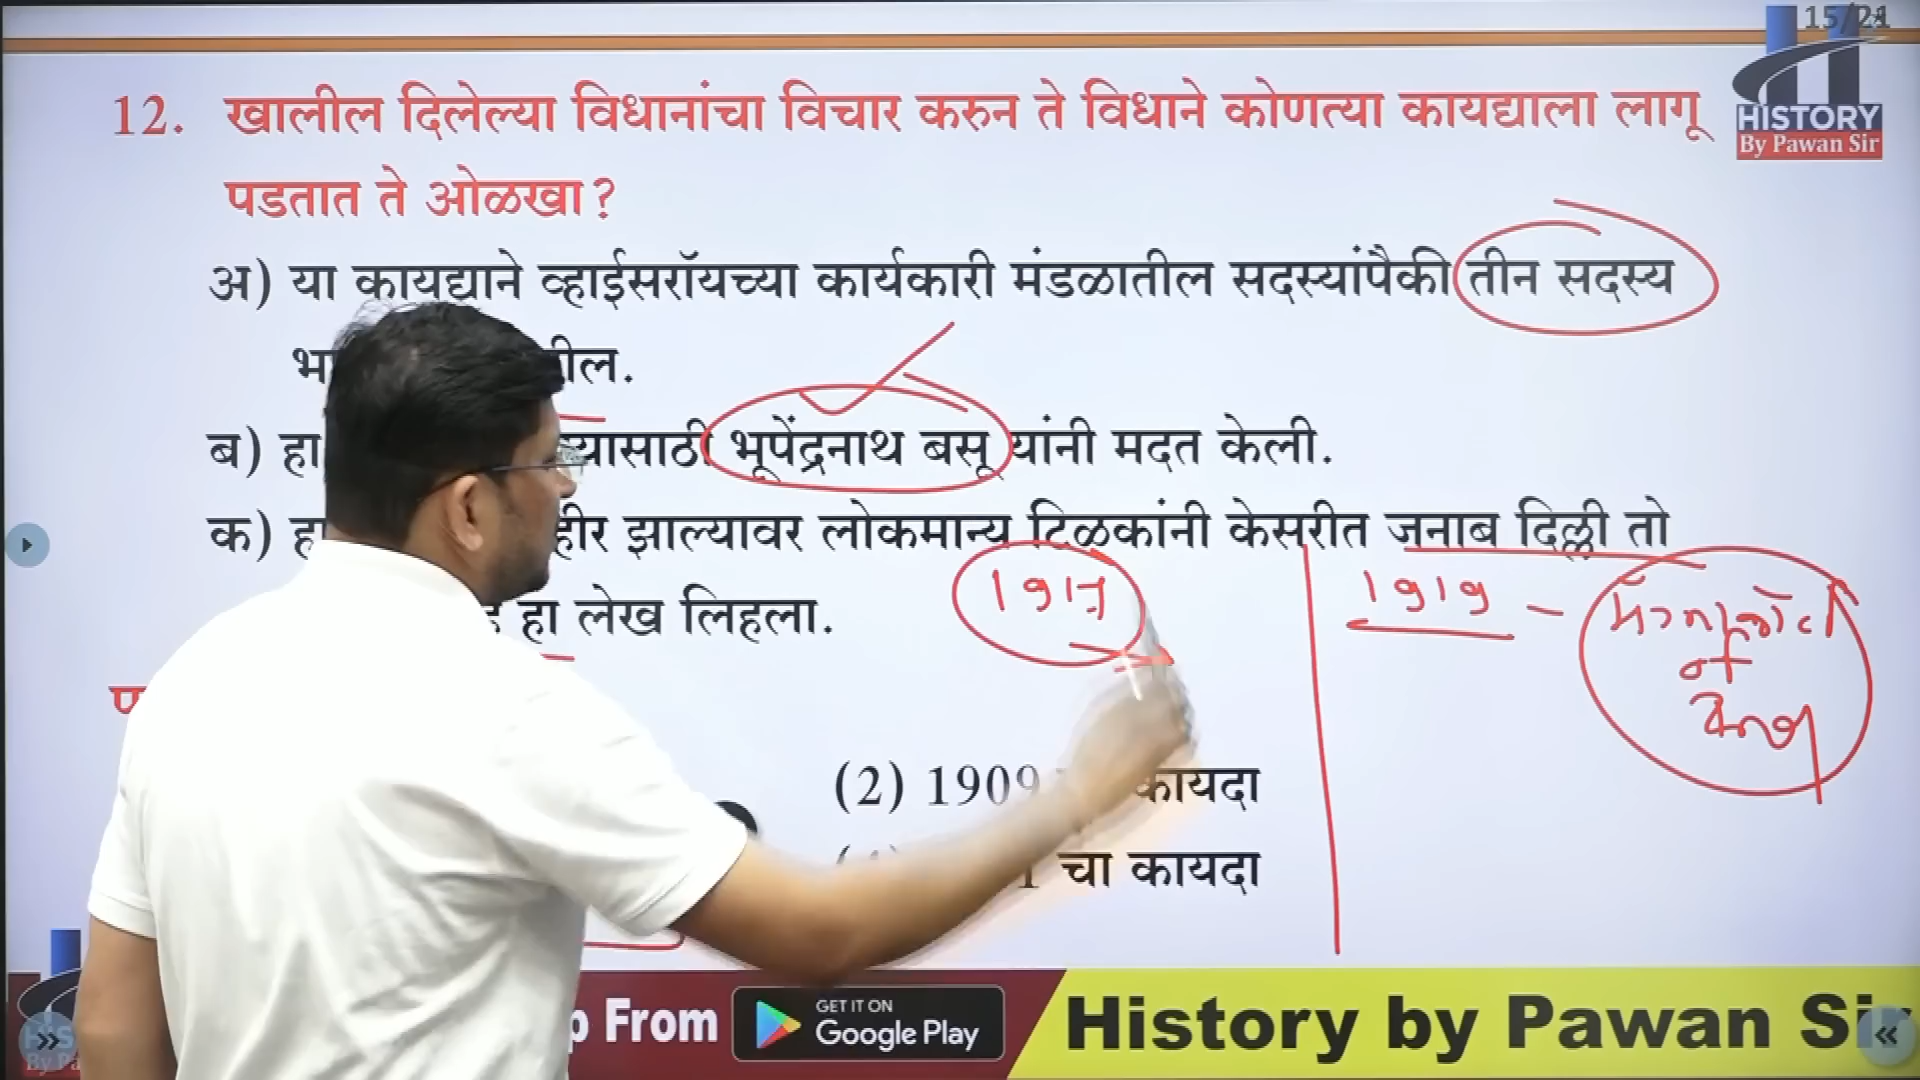 15/21
HISTORY
By Pawan Sir
12. खालील दिलेल्या विधानांचा विचार करुन ते विधाने कोणत्या कायद्याला लागू
पडतात ते ओळखा?
अ) या कायद्याने व्हाईसरॉयच्या कार्यकारी मंडळातील सदस्यांपैकी तीन सदस्य
ब) भूपेंद्रनाथ बसू यांनी मदत केली.
क) झाल्यावर लोकमान्य टिळकांनी केसरीत जनाब दिल्ली तो
हा लेख लिहला.
1919 –
(2) 1909 कायदा
चा कायदा
From
GET IT ON
Google Play
History by Pawan